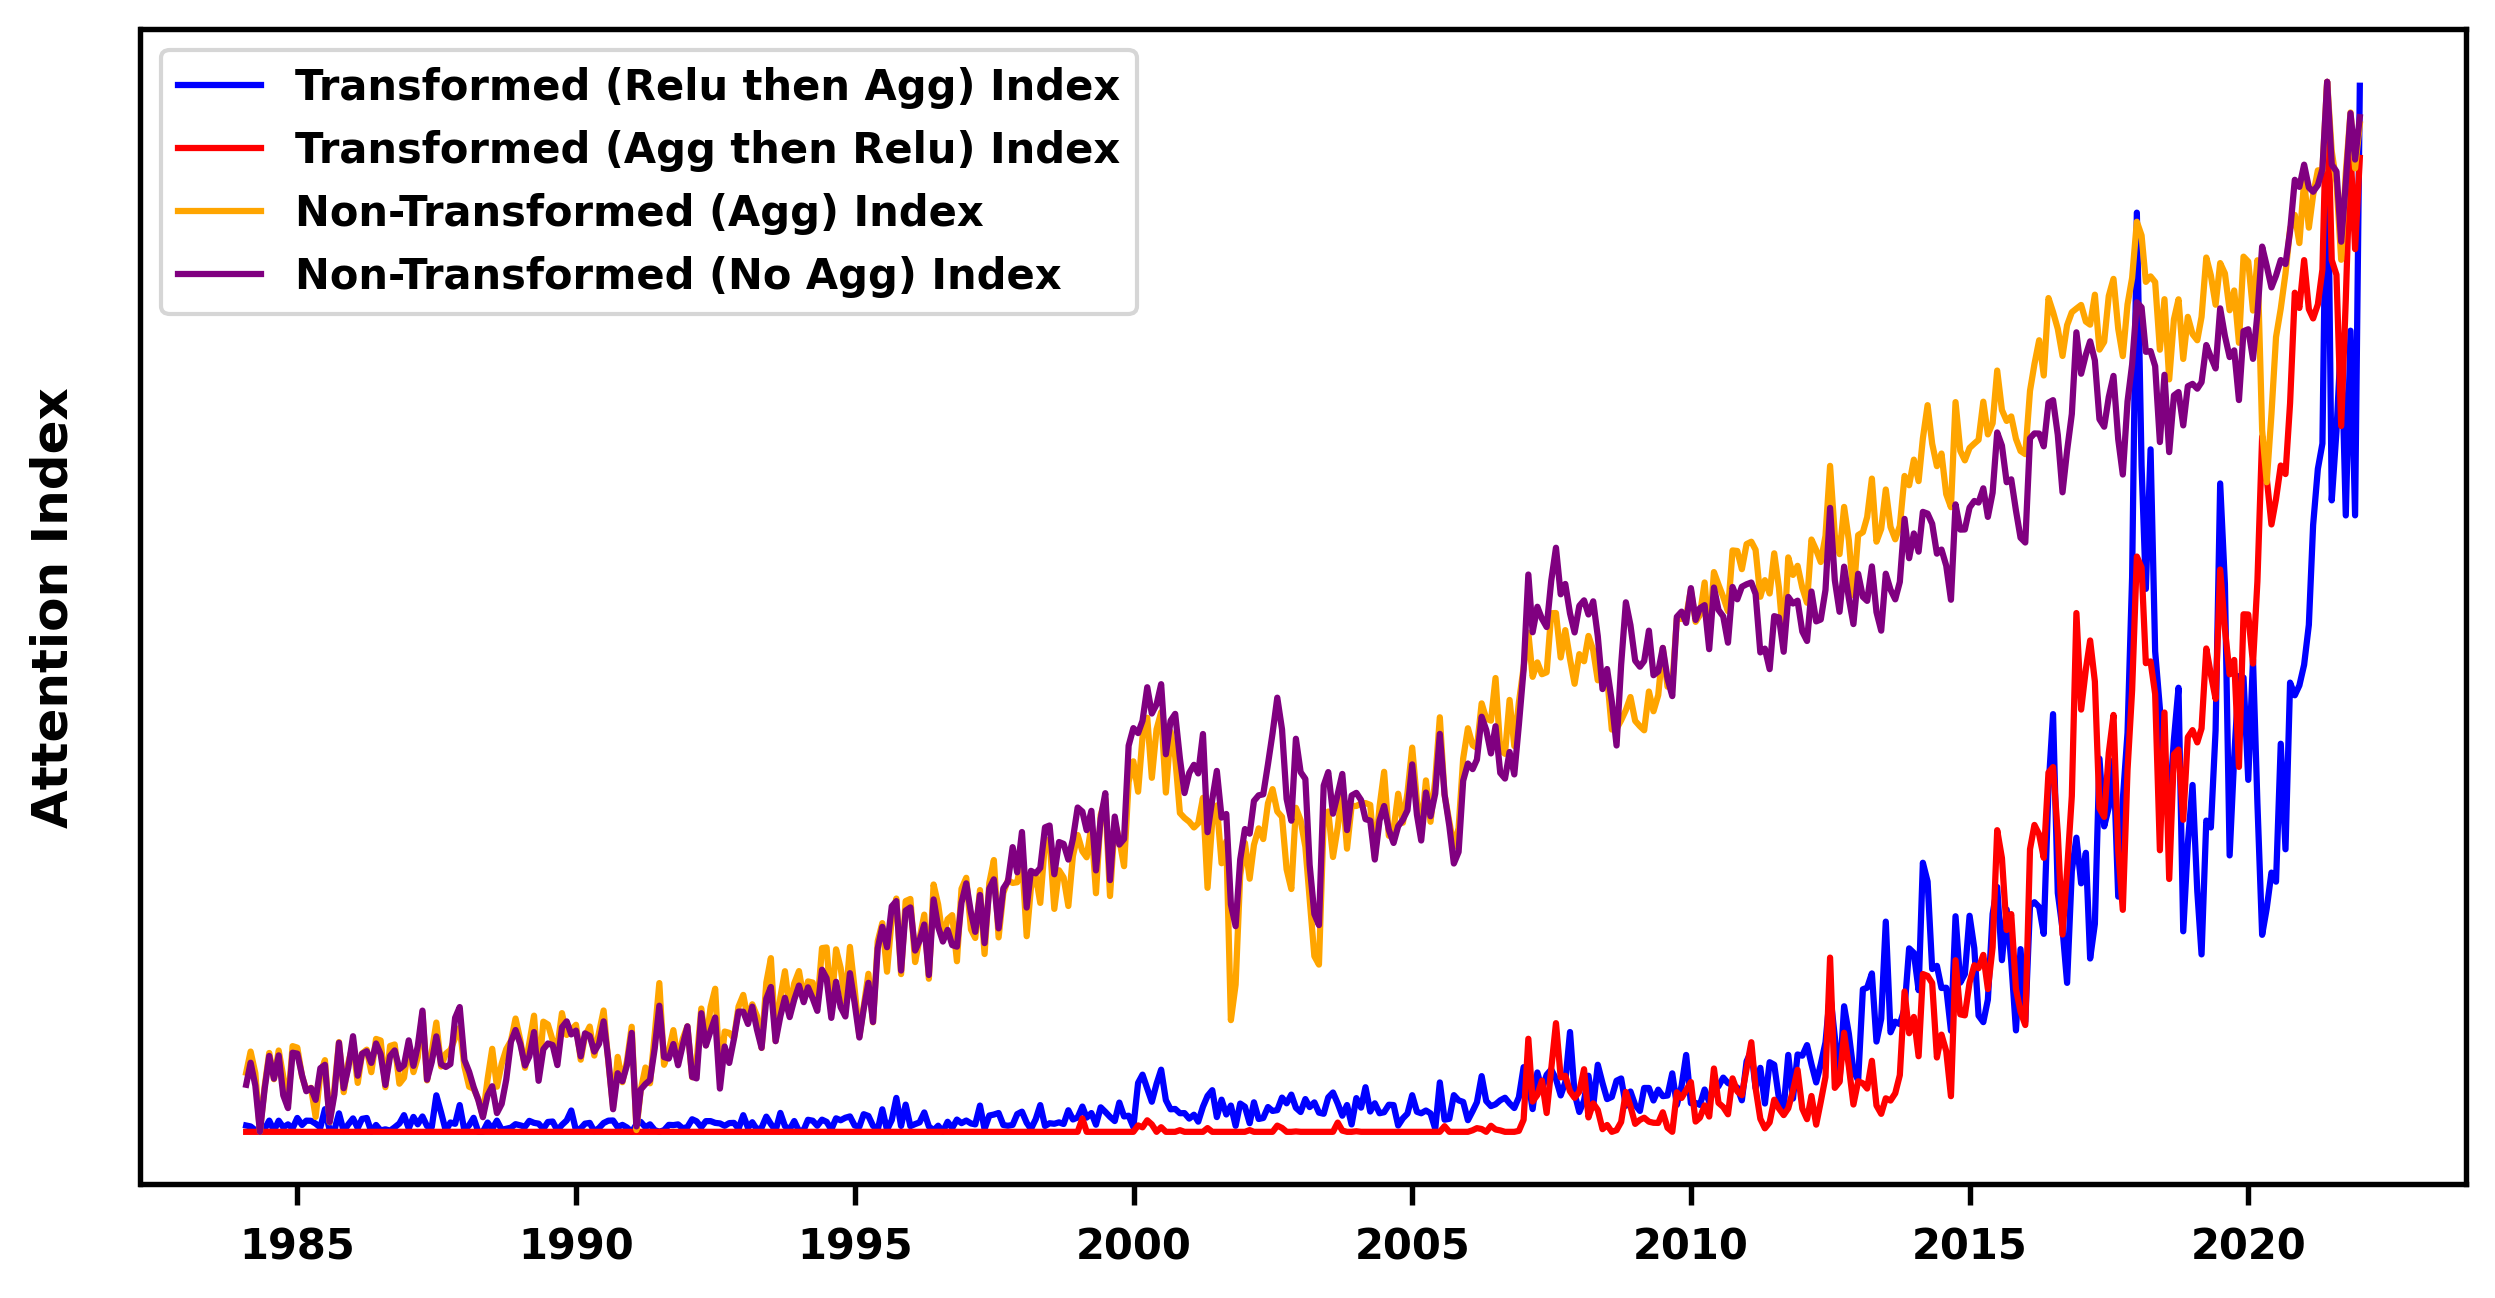 Transformed (Relu then Agg) Index
Transformed (Agg then Relu) Index
Non-Transformed (Agg) Index
Non-Transformed (No Agg) Index
Attention Index
1985 1990 1995 2000 2005 2010 2015 2020